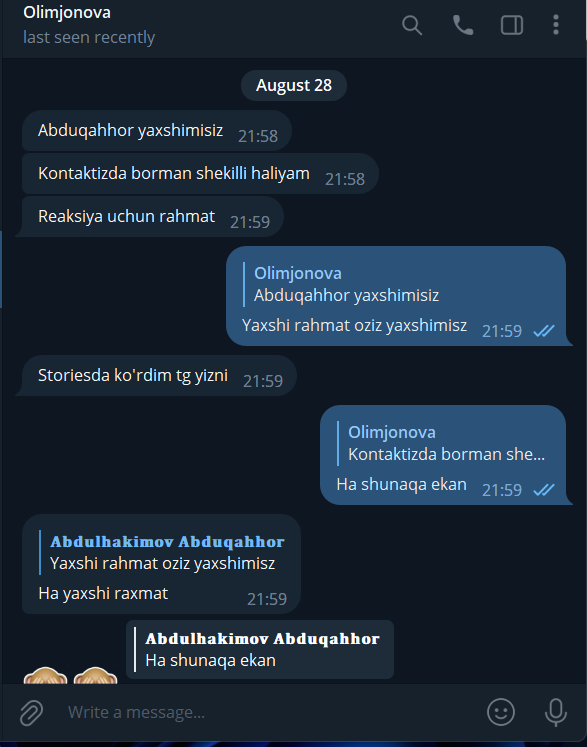 Olimjonova
last seen recently
August 28
Abduqahhor yaxshimisiz 21:58
Kontaktizda borman shekilli haliyam 21:58
Reaksiya uchun rahmat 21:59
Olimjonova
Abduqahhor yaxshimisiz
Yaxshi rahmat oziz yaxshimisz 21:59
Storiesda ko'rdim tg yizni 21:59
Olimjonova
Kontaktizda borman she...
Ha shunaqa ekan 21:59
Abdulhakimov Abduqahhor
Yaxshi rahmat oziz yaxshimisz
Ha yaxshi raxmat 21:59
Abdulhakimov Abduqahhor
Ha shunaqa ekan
Write a message...